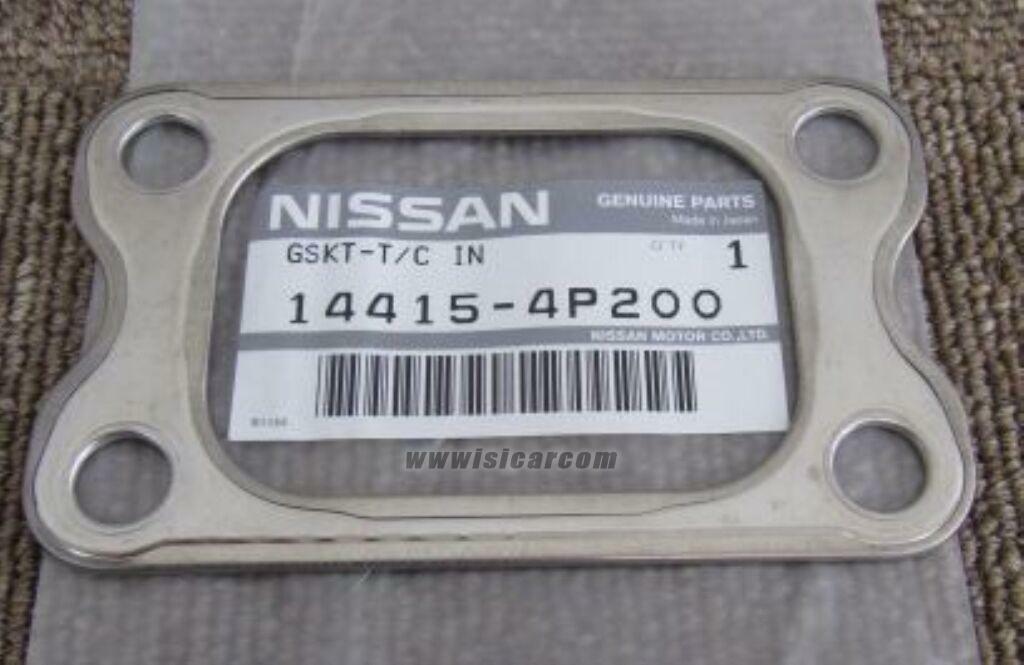 NISSAN
GENUINE PARTS
Made in Japan
GSKT-T/C IN
1
14415-4P200
NISSAN MOTOR CO.,LTD.
wwwisicarcom